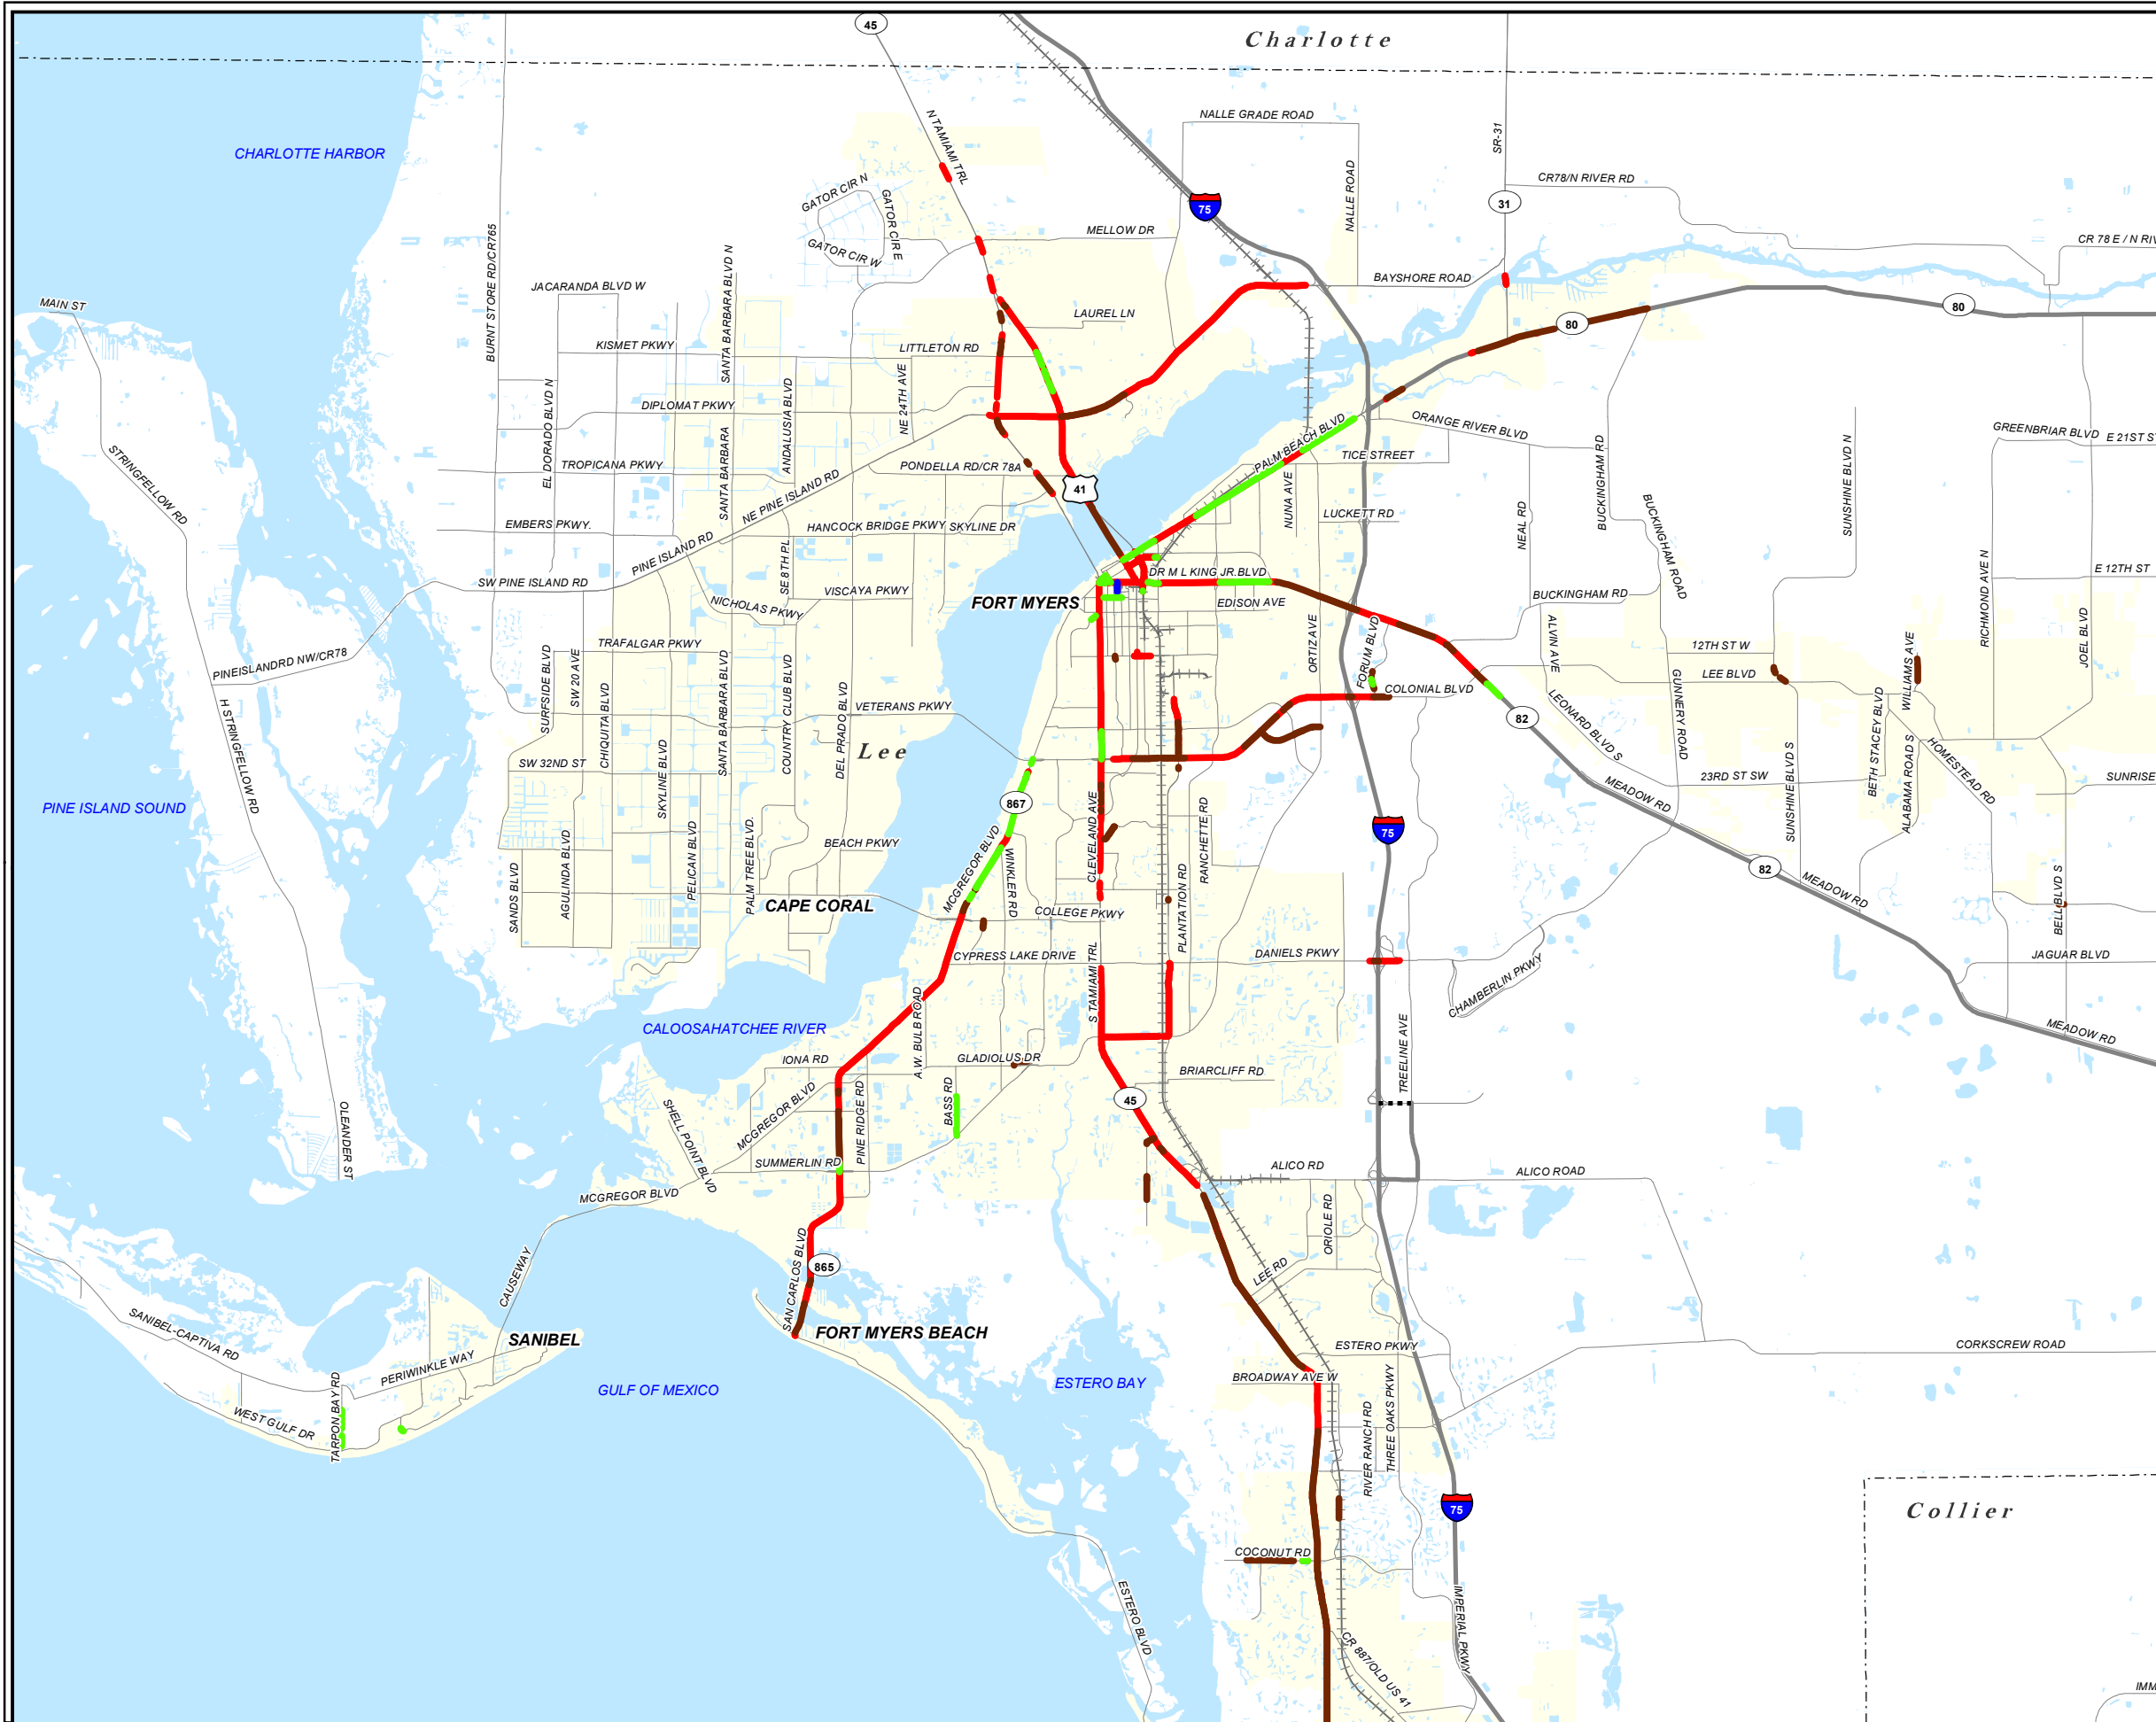 45
Charlotte
N TAMIAMI TRL
NALLE GRADE ROAD
SR-31
CHARLOTTE HARBOR
NALLE ROAD
CR78/N RIVER RD
GATOR CIR N
GATOR CIR E
75
31
BURNT STORE RD/CR765
MELLOW DR
CR 78 E / N RIV
GATOR CIR W
SANTA BARBARA BLVD N
BAYSHORE ROAD
JACARANDA BLVD W
MAIN ST
LAUREL LN
80
80
KISMET PKWY
LITTLETON RD
EL DORADO BLVD N
ANDALUSIA BLVD
NE 24TH AVE
DIPLOMAT PKWY
ORANGE RIVER BLVD
PALM BEACH BLVD
GREENBRIAR BLVD
E 21ST ST
STRINGFELLOW RD
TROPICANA PKWY
SANTA BARBARA
PONDELLA RD/CR 78A
TICE STREET
BUCKINGHAM RD
SUNSHINE BLVD N
NE PINE ISLAND RD
41
NUNA AVE
LUCKETT RD
NEAL RD
BUCKINGHAM ROAD
EMBERS PKWY.
HANCOCK BRIDGE PKWY
SKYLINE DR
PINE ISLAND RD
SE 8TH PL
RICHMOND AVE N
SW PINE ISLAND RD
VISCAYA PKWY
DR M L KING JR.BLVD
E 12TH ST
NICHOLAS PKWY
FORT MYERS
EDISON AVE
BUCKINGHAM RD
ORTIZ AVE
FORUM BLVD
ALVIN AVE
TRAFALGAR PKWY
12TH ST W
WILLIAMS AVE
JOEL BLVD
PINEISLANDRD NW/CR78
SURFSIDE BLVD
SW 20 AVE
CHIQUITA BLVD
SANTA BARBARA BLVD
COUNTRY CLUB BLVD
DEL PRADO BLVD
COLONIAL BLVD
LEE BLVD
GUNNERY ROAD
VETERANS PKWY
82
LEONARD BLVD S
BETH STACEY BLVD
H STRINGFELLOW RD
Lee
SKYLINE BLVD
ALABAMA ROAD S
HOMESTEAD RD
SW 32ND ST
23RD ST SW
SUNRISE
MEADOW RD
SUNSHINE BLVD S
PINE ISLAND SOUND
867
CLEVELAND AVE
RANCHETTE RD
75
MCGREGOR BLVD
WINKLER RD
BEACH PKWY
AGULINDA BLVD
SANDS BLVD
PELICAN BLVD
PALM TREE BLVD.
82
MEADOW RD
CAPE CORAL
COLLEGE PKWY
PLANTATION RD
BELL BLVD S
CYPRESS LAKE DRIVE
DANIELS PKWY
JAGUAR BLVD
S TAMIAMI TRL
CHAMBERLIN PKWY
CALOOSAHATCHEE RIVER
A.W. BULB ROAD
MEADOW RD
TREELINE AVE
IONA RD
GLADIOLUS DR
BRIARCLIFF RD
BASS RD
45
SHELL POINT BLVD
MCGREGOR BLVD
PINE RIDGE RD
OLEANDER ST
SUMMERLIN RD
ALICO RD
ALICO ROAD
MCGREGOR BLVD
ORIOLE RD
CAUSEWAY
SAN CARLOS BLVD
865
LEE RD
SANIBEL-CAPTIVA RD
SANIBEL
FORT MYERS BEACH
ESTERO PKWY
CORKSCREW ROAD
PERIWINKLE WAY
GULF OF MEXICO
ESTERO BAY
BROADWAY AVE W
TARPON BAY RD
WEST GULF DR
RIVER RANCH RD
THREE OAKS PKWY
75
Collier
COCONUT RD
ESTERO BLVD
IMPERIAL PKWY
CR 887/OLD US 41
IMM